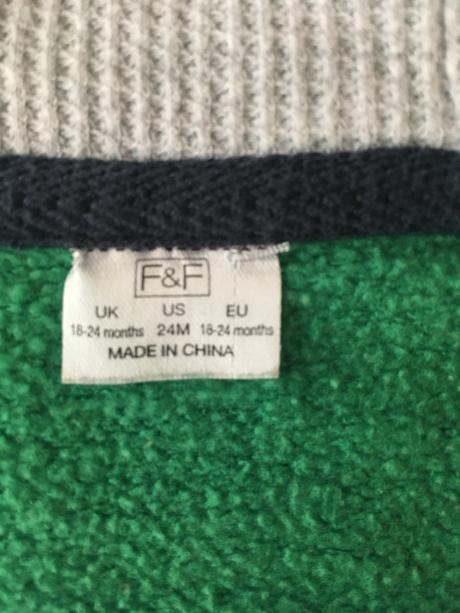 F&F
UK US EU
18-24 months 24M 18-24 months
MADE IN CHINA